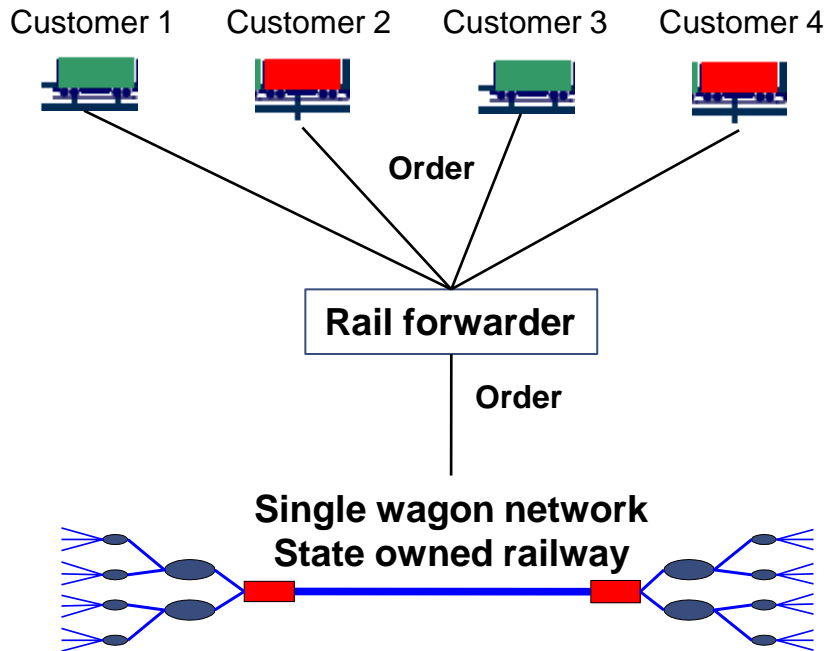 Customer 1 Customer 2 Customer 3 Customer 4
Order
Rail forwarder
Order
Single wagon network
State owned railway